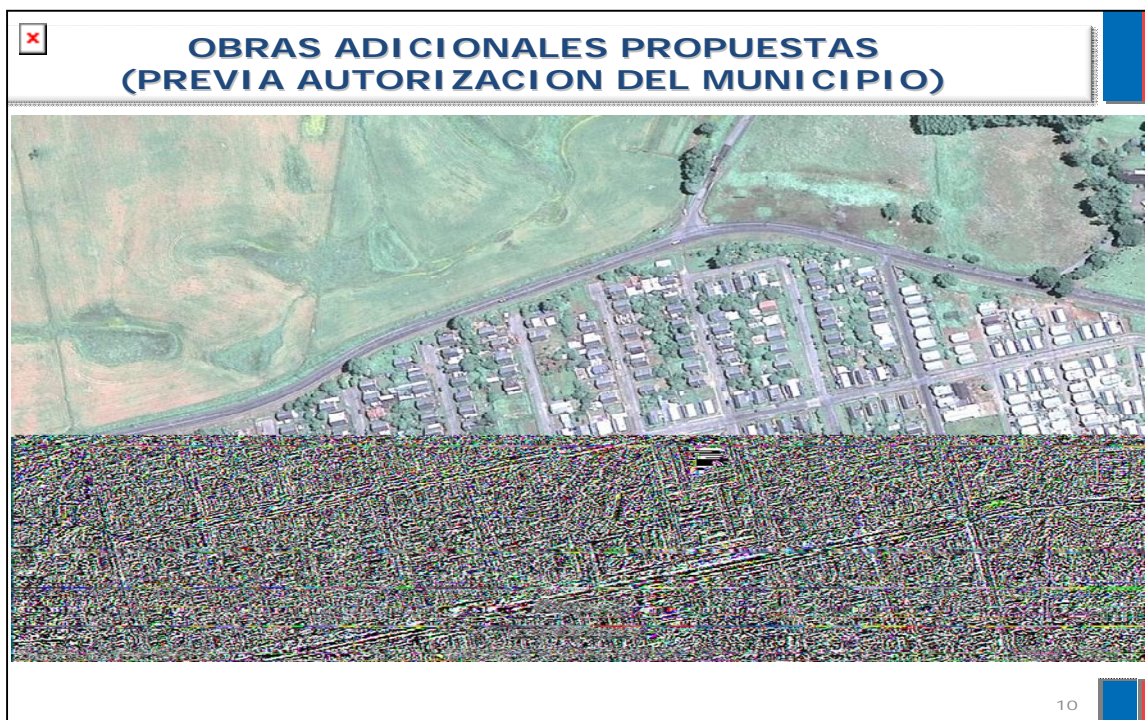 OBRAS ADICIONALES PROPUESTAS
(PREVIA AUTORIZACION DEL MUNICIPIO)
10